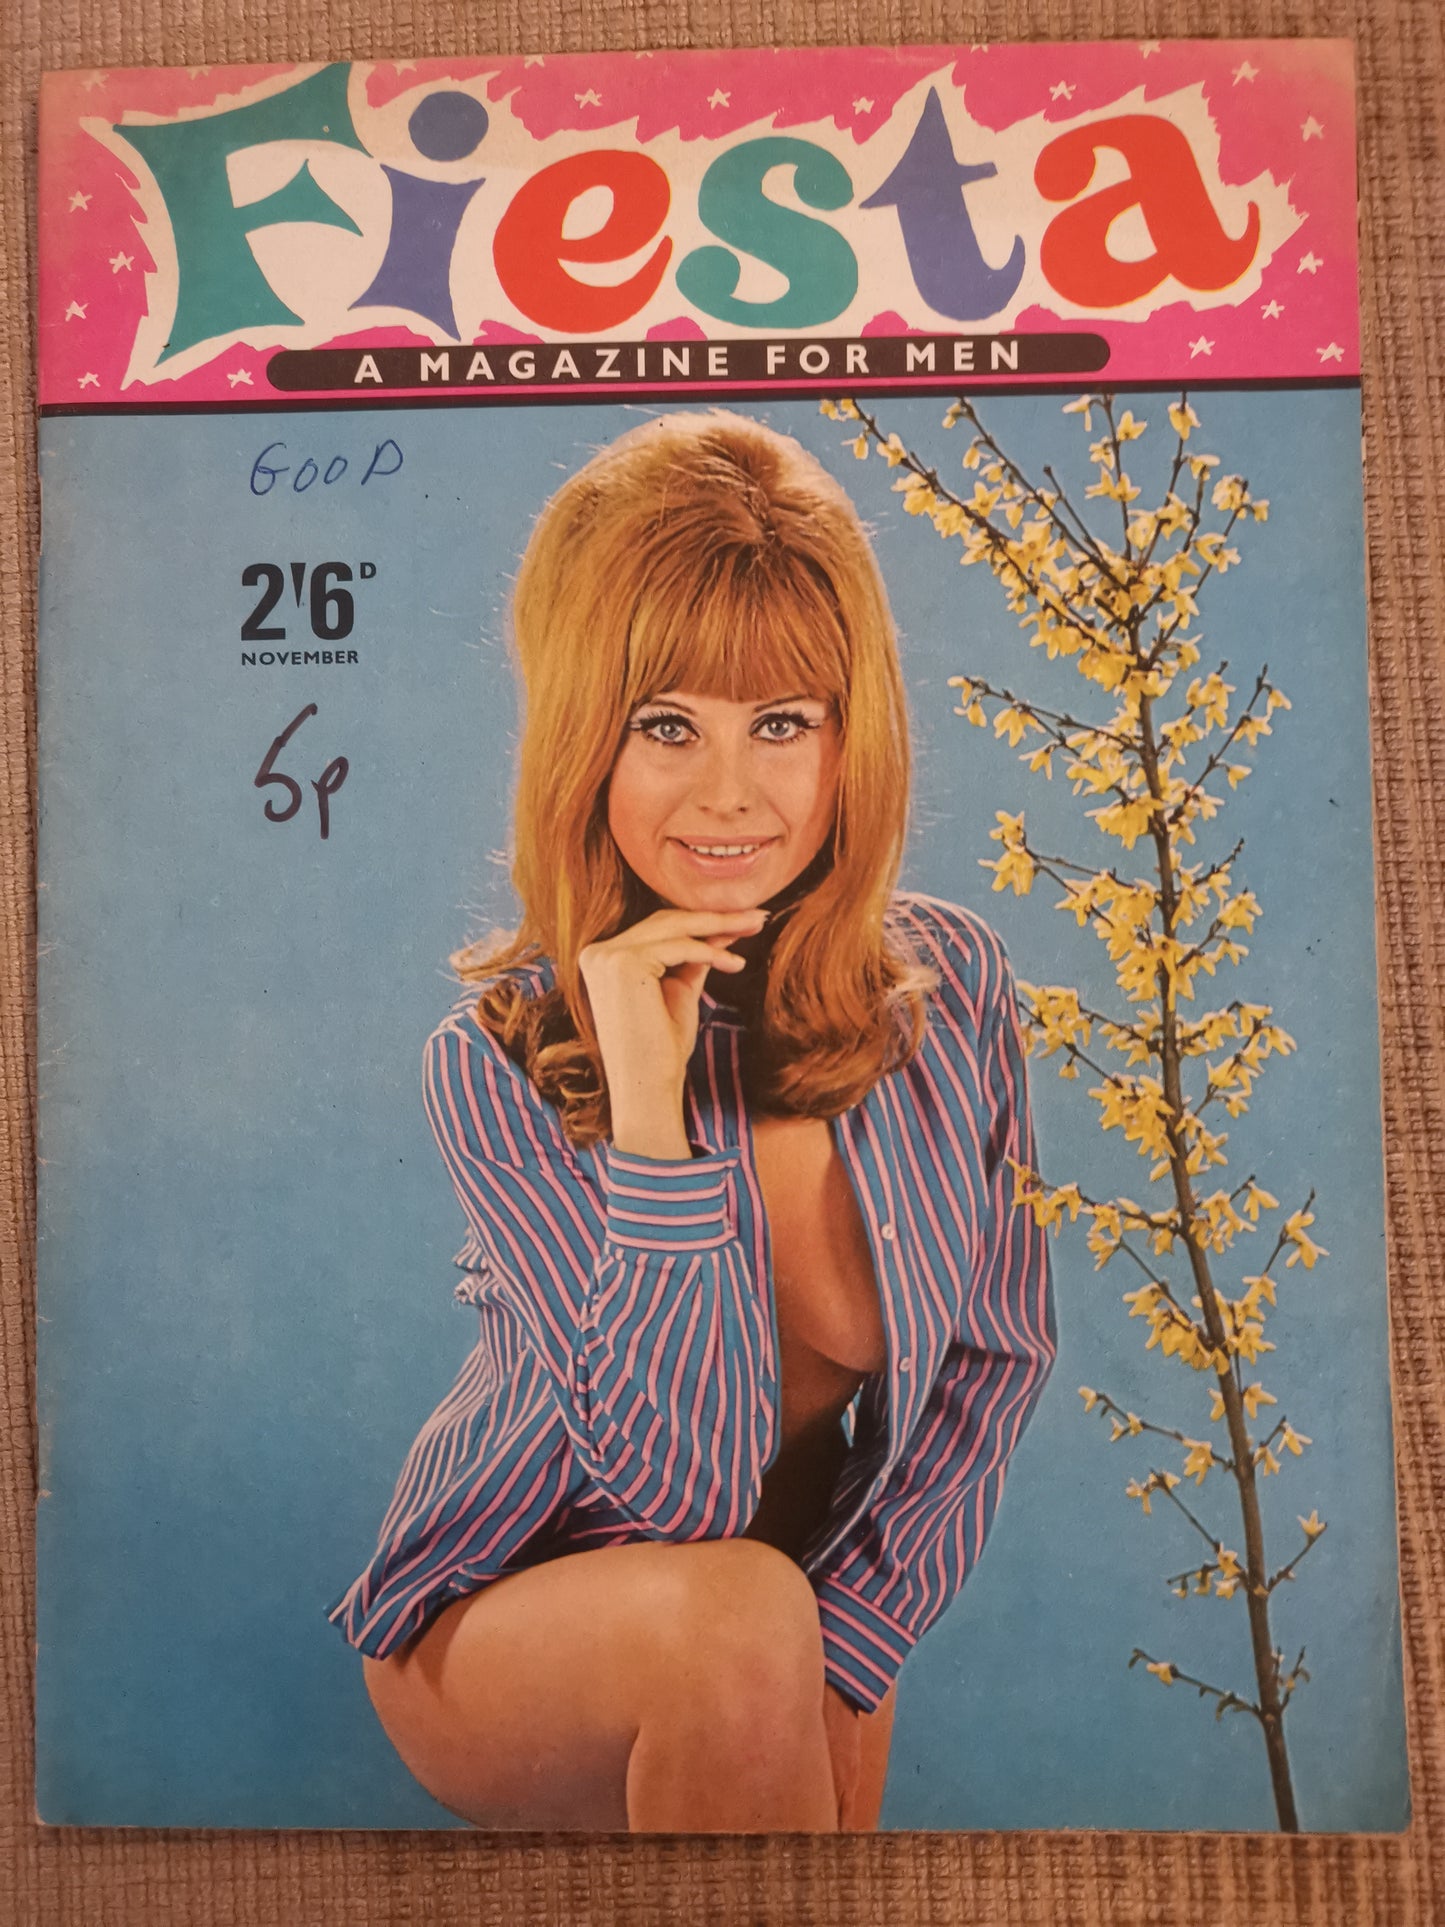 Fiesta
A MAGAZINE FOR MEN
GOOD
2'6D
NOVEMBER
5p